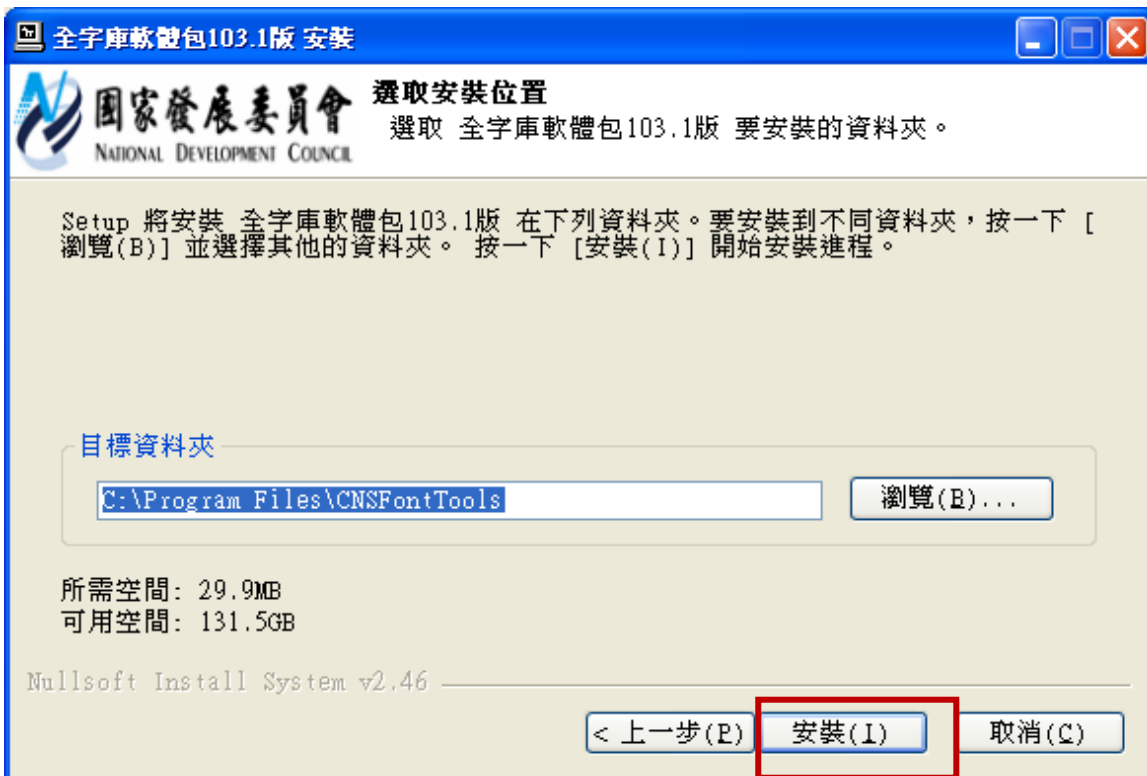 全字庫軟體包103.1版 安裝
國家發展委員會
NATIONAL DEVELOPMENT COUNCIL
選取安裝位置
選取 全字庫軟體包103.1版 要安裝的資料夾。
Setup 將安裝 全字庫軟體包103.1版 在下列資料夾。要安裝到不同資料夾，按一下 [
瀏覽(B)] 並選擇其他的資料夾。 按一下 [安裝(I)] 開始安裝進程。
目標資料夾
C:\Program Files\CNSFontTools
瀏覽(B)...
所需空間: 29.9MB
可用空間: 131.5GB
Nullsoft Install System v2.46
< 上一步(P)
安裝(I)
取消(C)